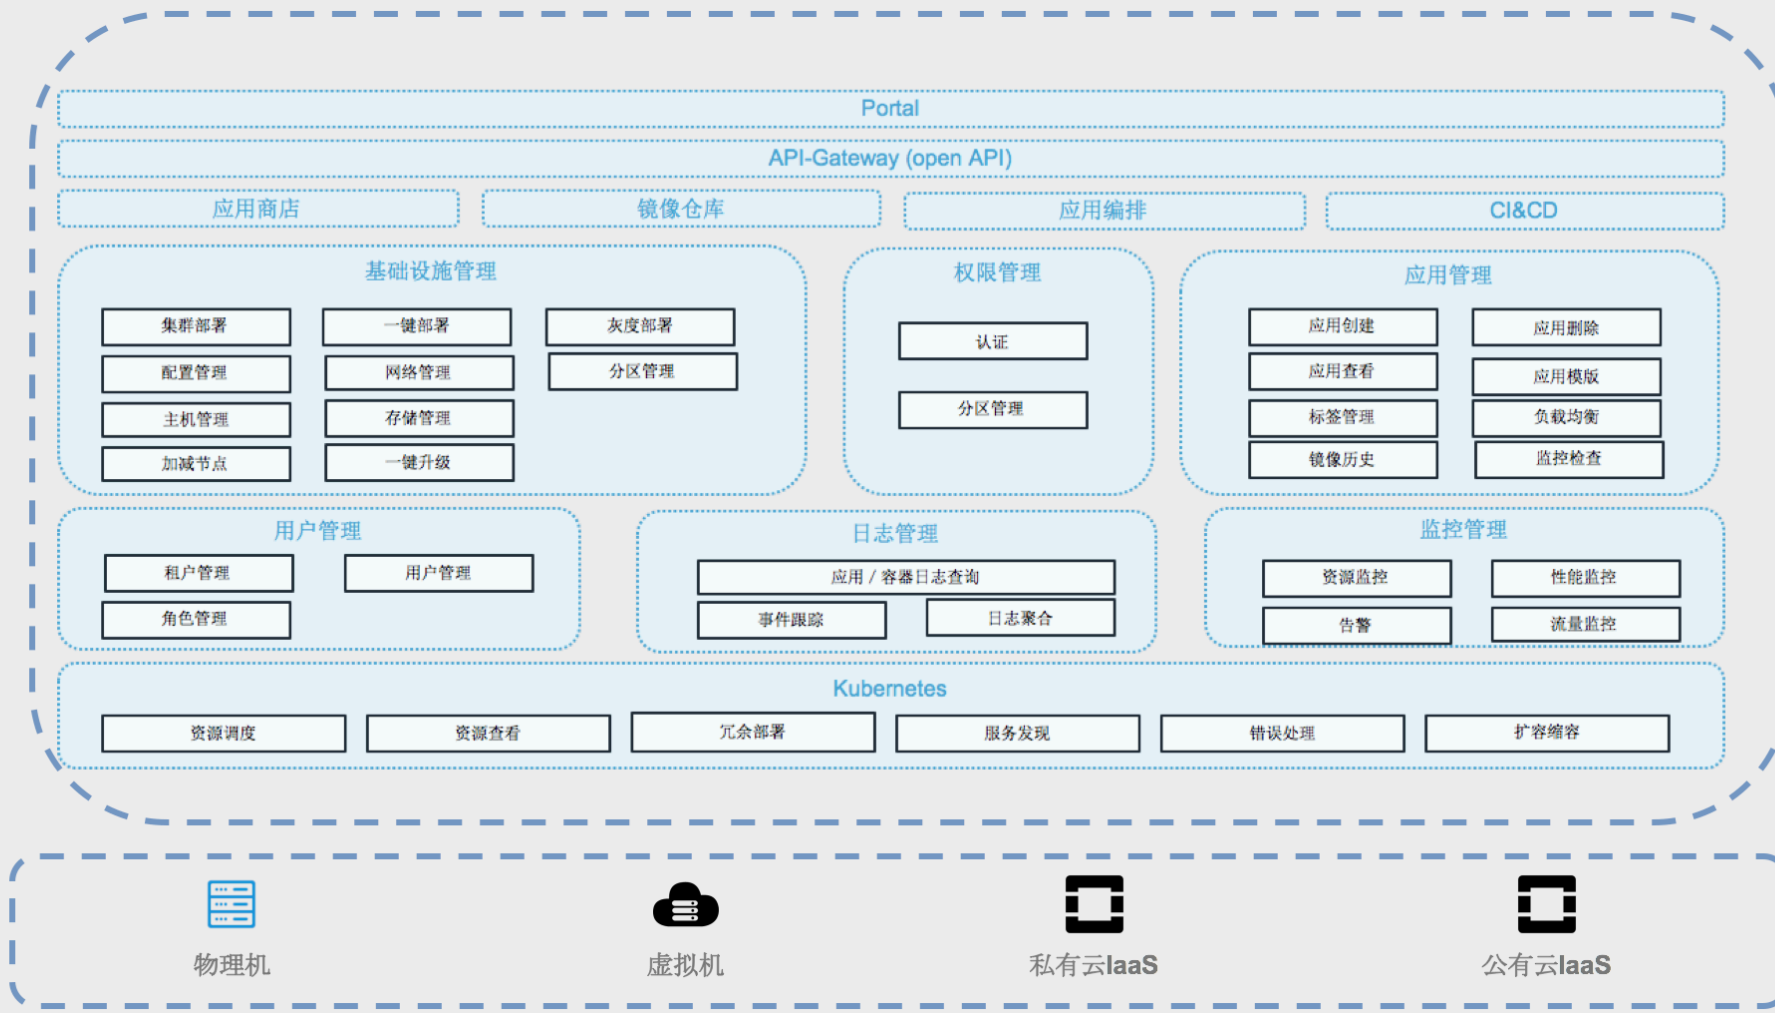 Portal
API-Gateway (open API)
应用商店
镜像仓库
应用编排
CI&CD
基础设施管理
集群部署
一键部署
灰度部署
配置管理
网络管理
分区管理
主机管理
存储管理
加减节点
一键升级
权限管理
认证
分区管理
应用管理
应用创建
应用删除
应用查看
应用模版
标签管理
负载均衡
镜像历史
监控检查
用户管理
租户管理
用户管理
角色管理
日志管理
应用 / 容器日志查询
事件跟踪
日志聚合
监控管理
资源监控
性能监控
告警
流量监控
Kubernetes
资源调度
资源查看
冗余部署
服务发现
错误处理
扩容缩容
物理机
虚拟机
私有云IaaS
公有云IaaS